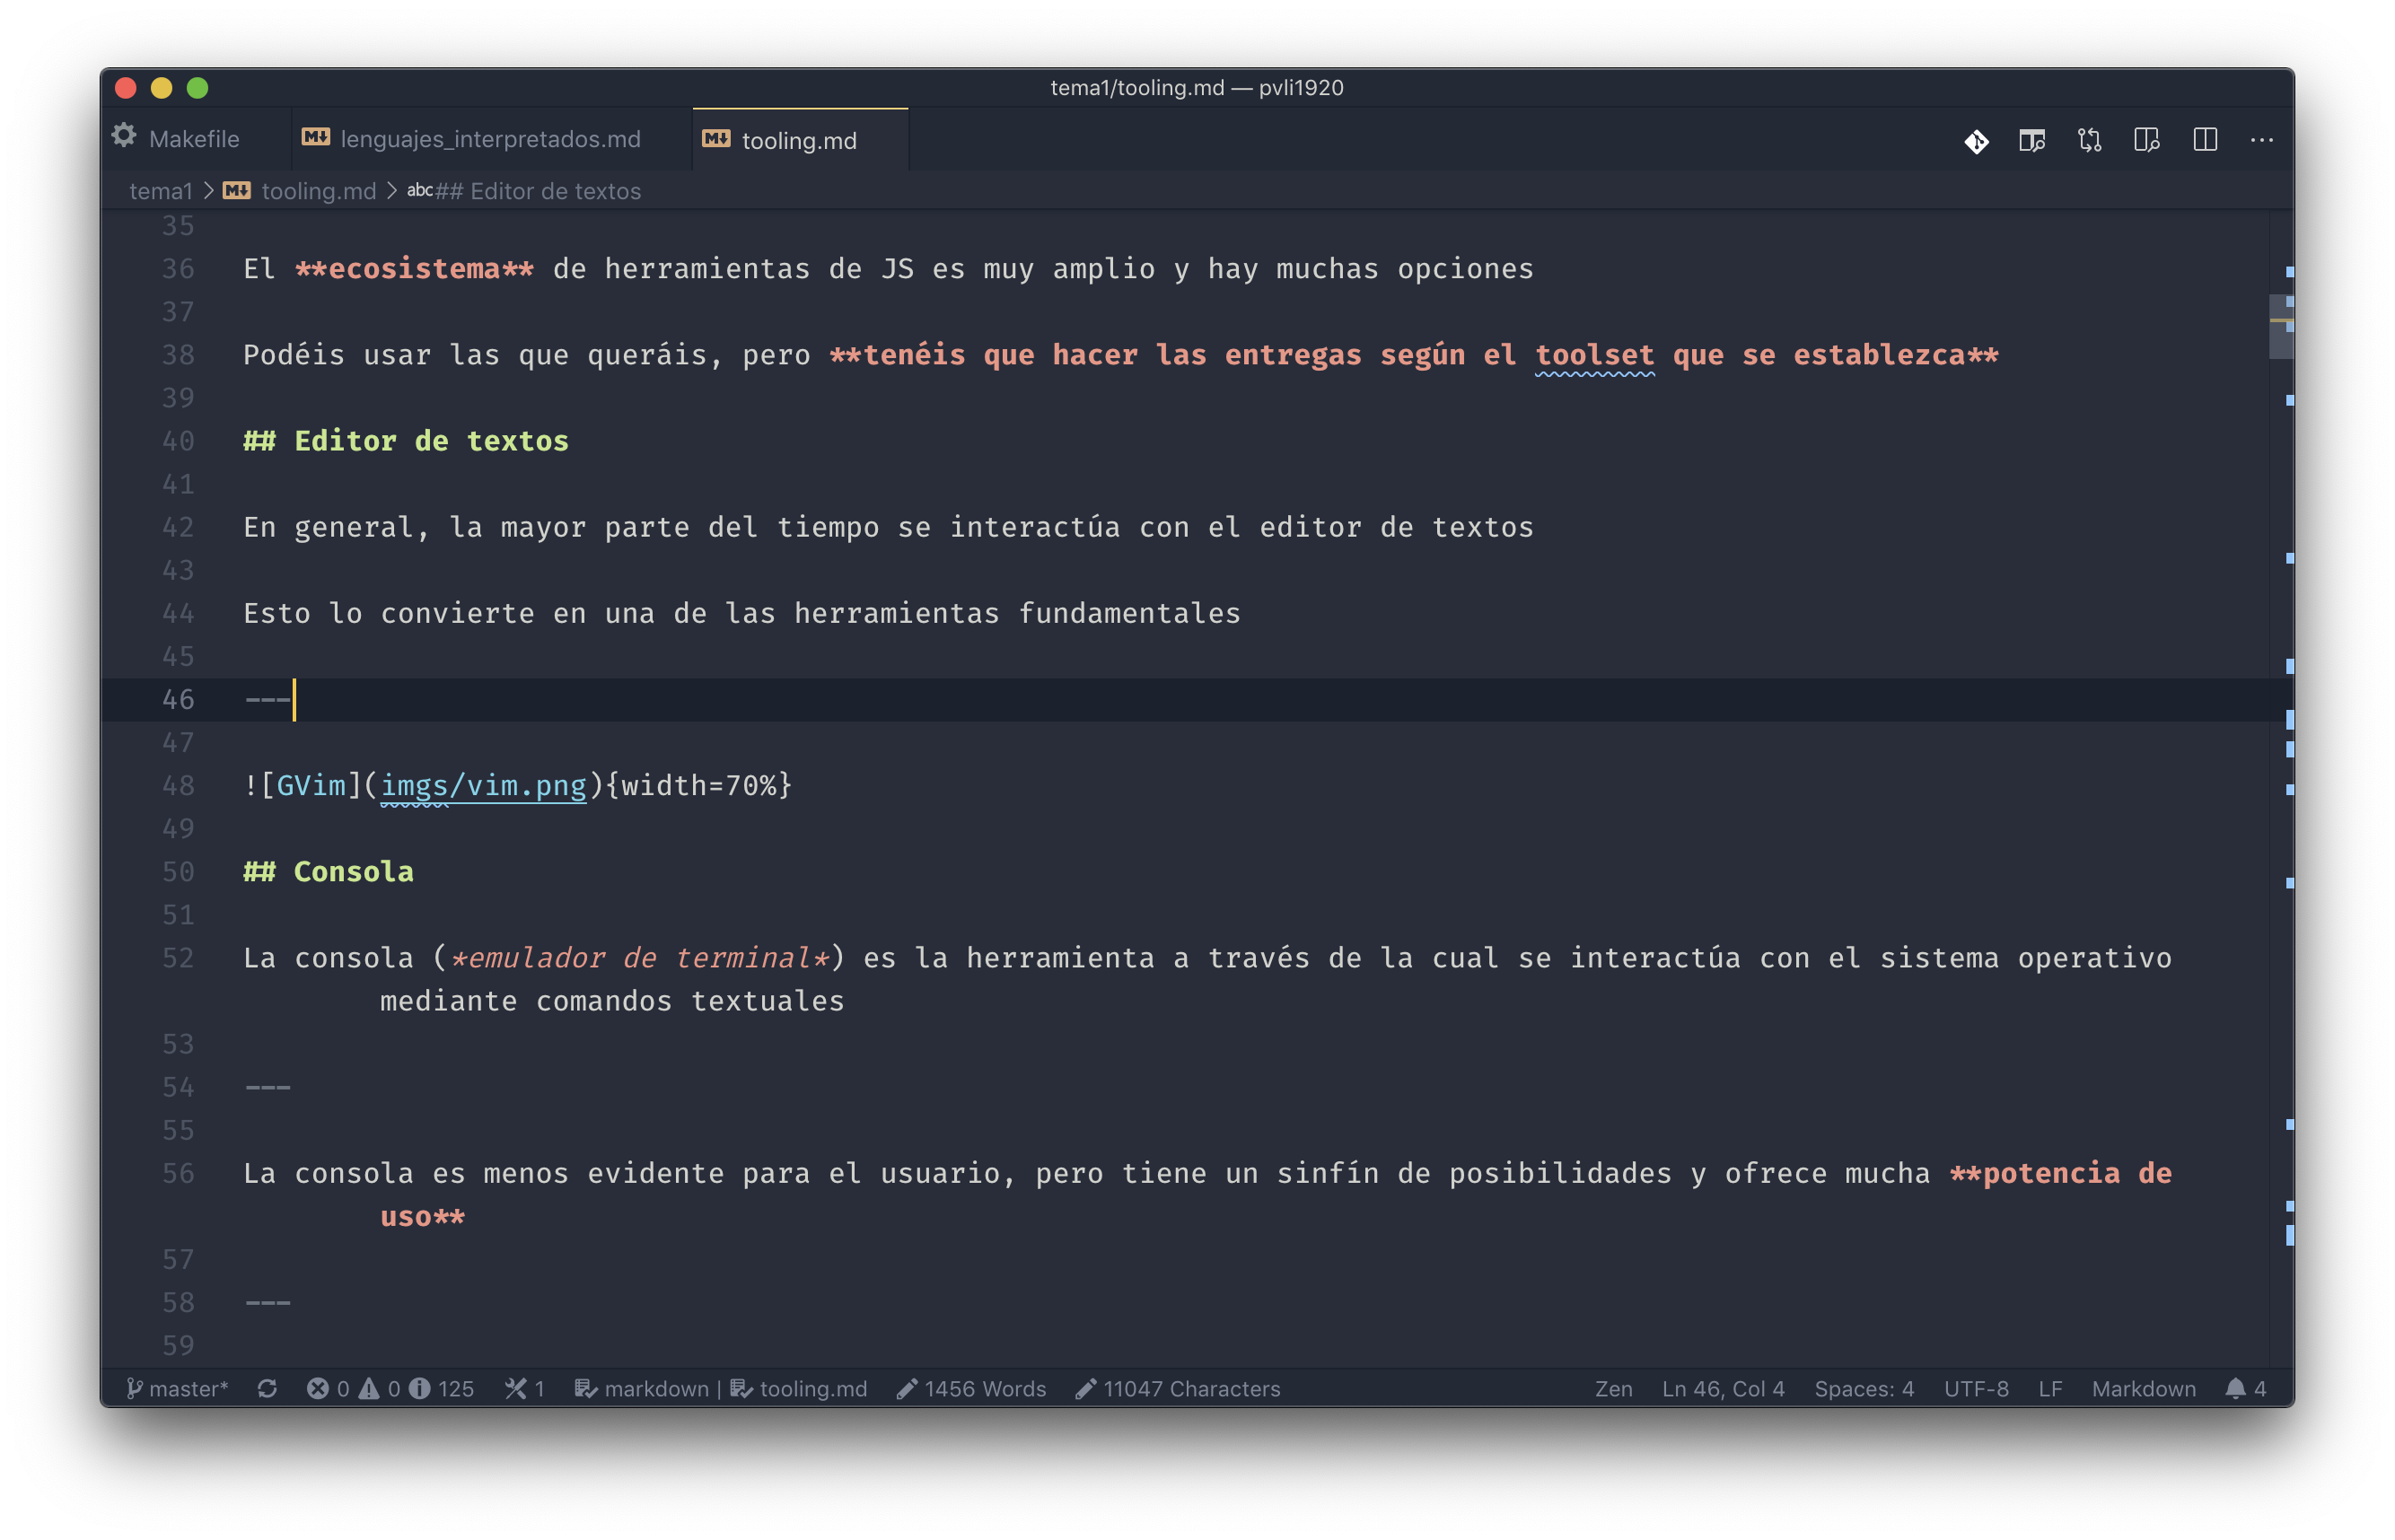 tema1/tooling.md — pvli1920
Makefile
lenguajes_interpretados.md
tooling.md
tema1 > tooling.md > abc## Editor de textos
35
36 El **ecosistema** de herramientas de JS es muy amplio y hay muchas opciones
37
38 Podéis usar las que queráis, pero **tenéis que hacer las entregas según el toolset que se establezca**
39
40 ## Editor de textos
41
42 En general, la mayor parte del tiempo se interactúa con el editor de textos
43
44 Esto lo convierte en una de las herramientas fundamentales
45
46 ---
47
48 ![GVim](imgs/vim.png){width=70%}
49
50 ## Consola
51
52 La consola (*emulador de terminal*) es la herramienta a través de la cual se interactúa con el sistema operativo
mediante comandos textuales
53
54 ---
55
56 La consola es menos evidente para el usuario, pero tiene un sinfín de posibilidades y ofrece mucha **potencia de
uso**
57
58 ---
59
master* 0 0 125 1 markdown | tooling.md 1456 Words 11047 Characters Zen Ln 46, Col 4 Spaces: 4 UTF-8 LF Markdown 4